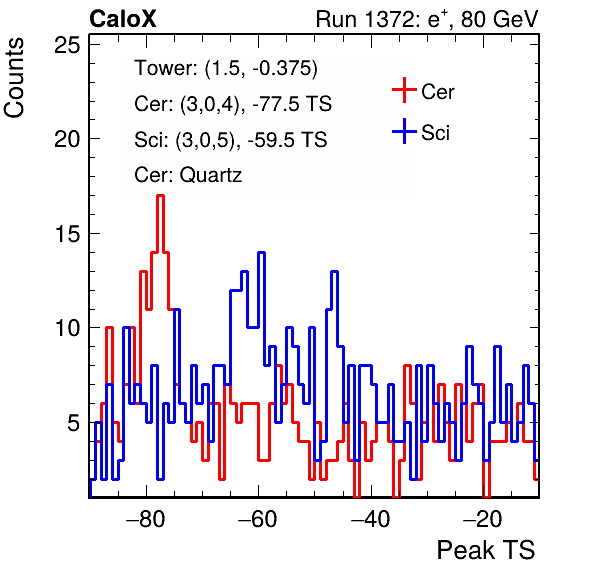 CaloX Run 1372: e⁺, 80 GeV
Counts
25
20
15
10
5
Tower: (1.5, -0.375)
Cer: (3,0,4), -77.5 TS
Sci: (3,0,5), -59.5 TS
Cer: Quartz
Cer
Sci
−80 −60 −40 −20
Peak TS